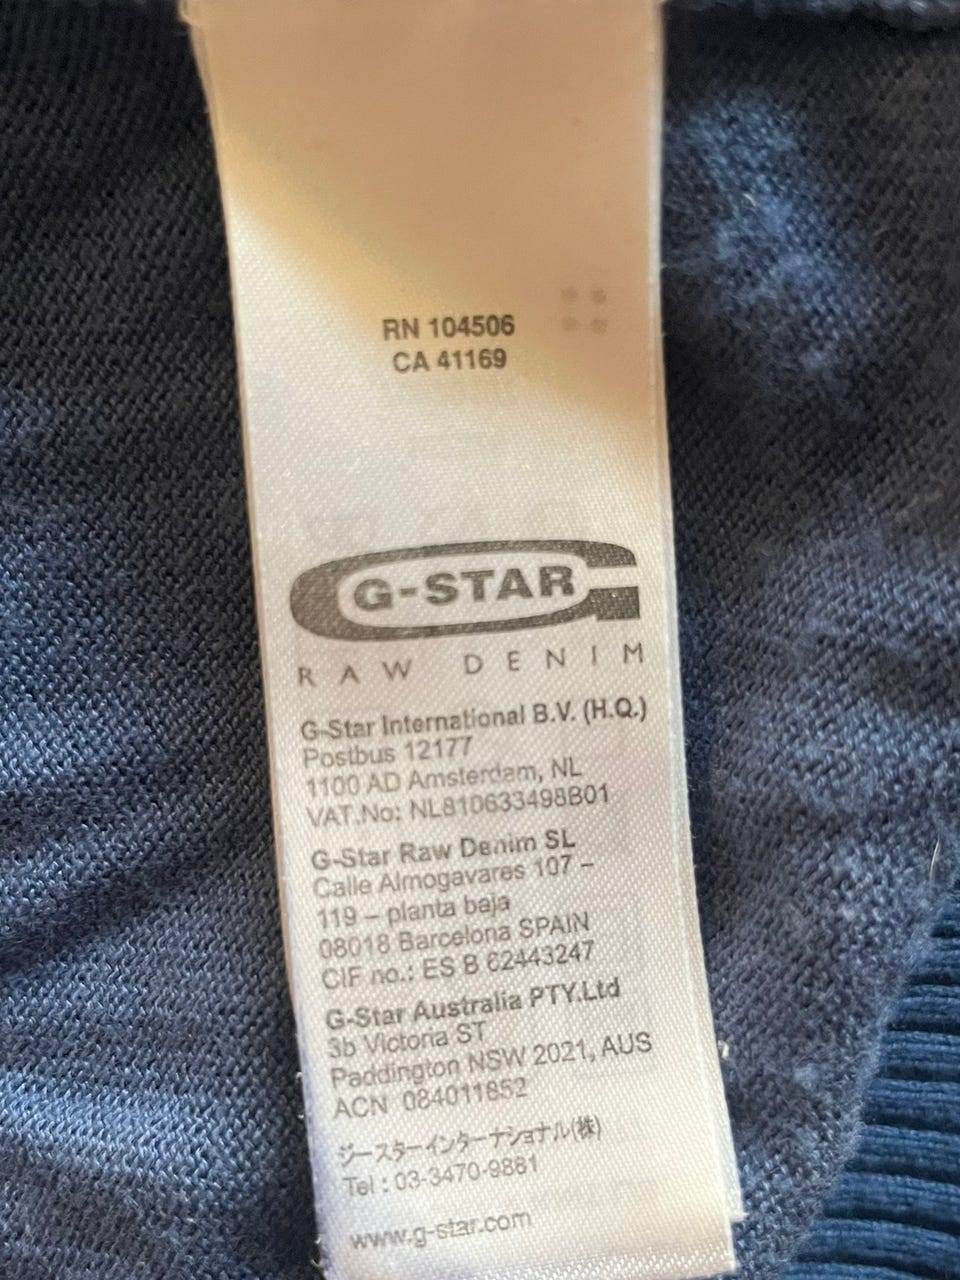 RN 104506
CA 41169
G-STAR
RAW DENIM
G-Star International B.V. (H.Q.)
Postbus 12177
1100 AD Amsterdam, NL
VAT.No: NL810633498B01
G-Star Raw Denim SL
Calle Almogavares 107 –
119 – planta baja
08018 Barcelona SPAIN
CIF no.: ES B 62443247
G-Star Australia PTY.Ltd
3b Victoria ST
Paddington NSW 2021, AUS
ACN 084011852
ジースターインターナショナル(株)
Tel : 03-3470-9881
www.g-star.com